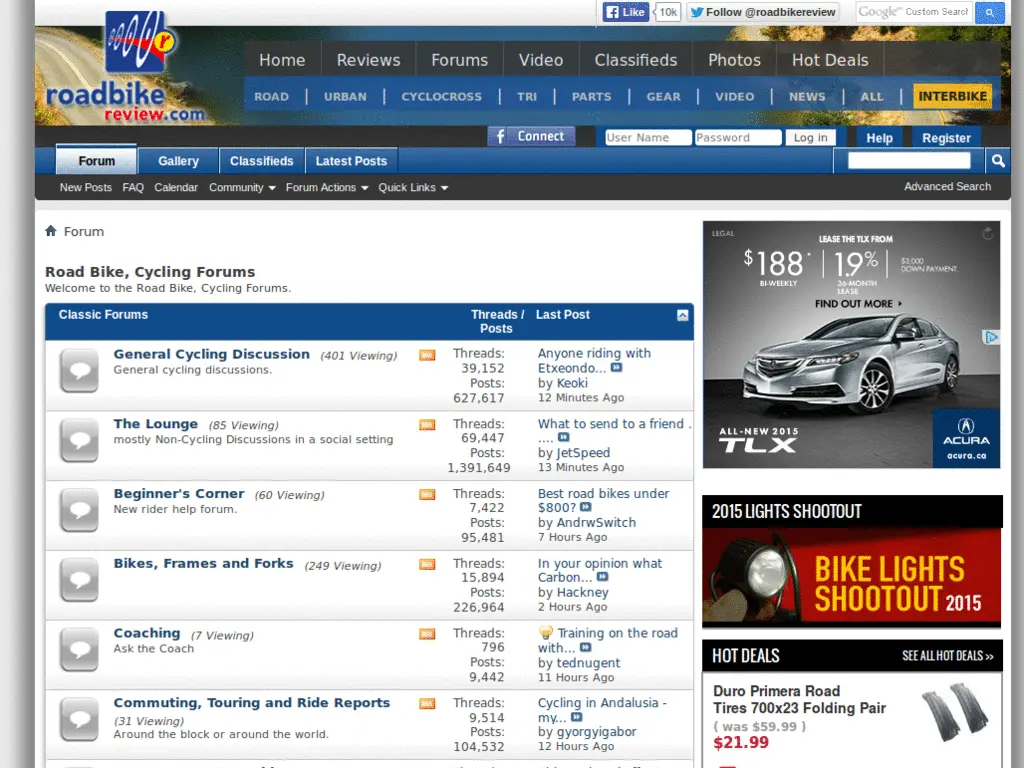 Like 10k Follow @roadbikereview Google™ Custom Search
roadbike
review.com
Home Reviews Forums Video Classifieds Photos Hot Deals
ROAD | URBAN | CYCLOCROSS | TRI | PARTS | GEAR | VIDEO | NEWS | ALL | INTERBIKE
f Connect User Name Password Log in Help Register
Forum Gallery Classifieds Latest Posts
New Posts FAQ Calendar Community Forum Actions Quick Links Advanced Search
Forum
Road Bike, Cycling Forums
Welcome to the Road Bike, Cycling Forums.
Classic Forums Threads / Last Post
Posts
General Cycling Discussion (401 Viewing) RSS Threads: Anyone riding with
General cycling discussions. 39,152 Etxeondo...
Posts: by Keoki
627,617 12 Minutes Ago
The Lounge (85 Viewing) RSS Threads: What to send to a friend .
mostly Non-Cycling Discussions in a social setting 69,447 ....
Posts: by JetSpeed
1,391,649 13 Minutes Ago
Beginner's Corner (60 Viewing) RSS Threads: Best road bikes under
New rider help forum. 7,422 $800?
Posts: by AndrwSwitch
95,481 7 Hours Ago
Bikes, Frames and Forks (249 Viewing) RSS Threads: In your opinion what
15,894 Carbon...
Posts: by Hackney
226,964 2 Hours Ago
Coaching (7 Viewing) RSS Threads: Training on the road
Ask the Coach 796 with...
Posts: by tednugent
9,442 11 Hours Ago
Commuting, Touring and Ride Reports RSS Threads: Cycling in Andalusia -
(31 Viewing) 9,514 my...
Around the block or around the world. Posts: by gyorgyigabor
104,532 12 Hours Ago
LEGAL
LEASE THE TLX FROM
$188* 1.9% $3,000
DOWN PAYMENT.
BI-WEEKLY 36-MONTH
LEASE
FIND OUT MORE
ALL-NEW 2015
TLX
ACURA
acura.ca
2015 LIGHTS SHOOTOUT
BIKE LIGHTS
SHOOTOUT 2015
HOT DEALS SEE ALL HOT DEALS »
Duro Primera Road
Tires 700x23 Folding Pair
( was $59.99 )
$21.99